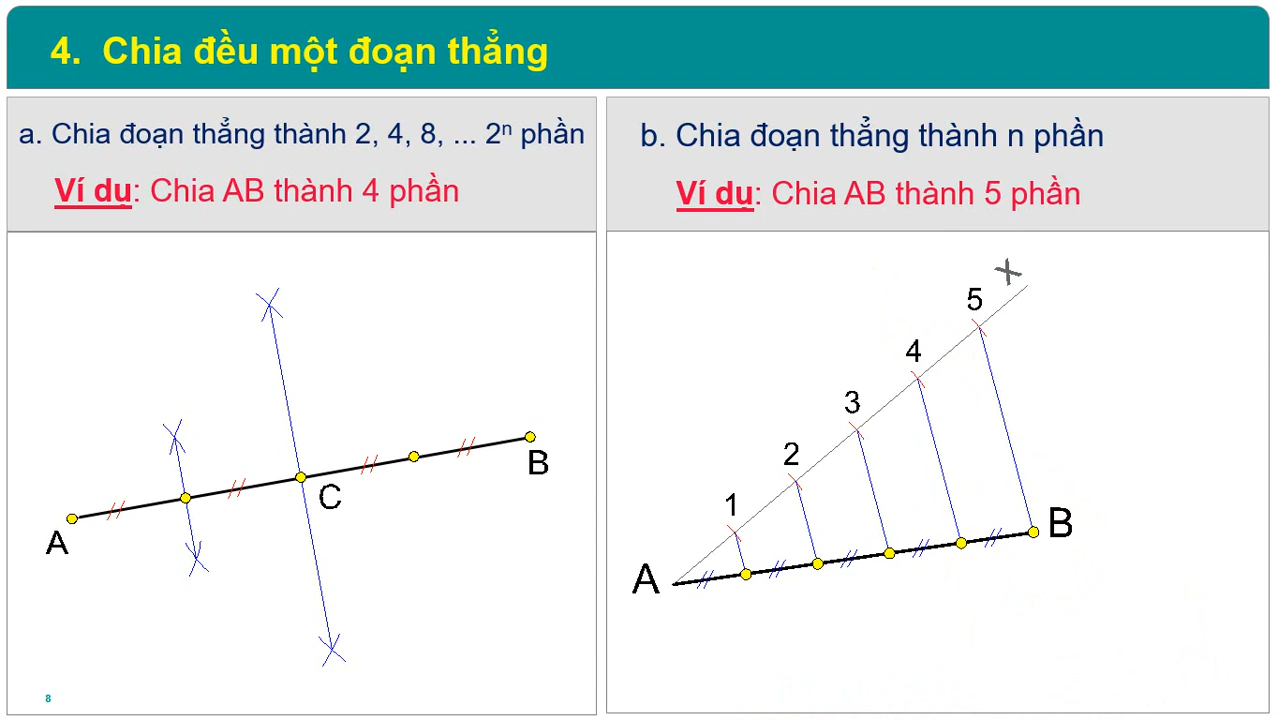 4. Chia đều một đoạn thẳng
a. Chia đoạn thẳng thành 2, 4, 8, ... 2ⁿ phần
Ví dụ: Chia AB thành 4 phần
A
C
B
b. Chia đoạn thẳng thành n phần
Ví dụ: Chia AB thành 5 phần
x
5
4
3
2
1
A
B
8